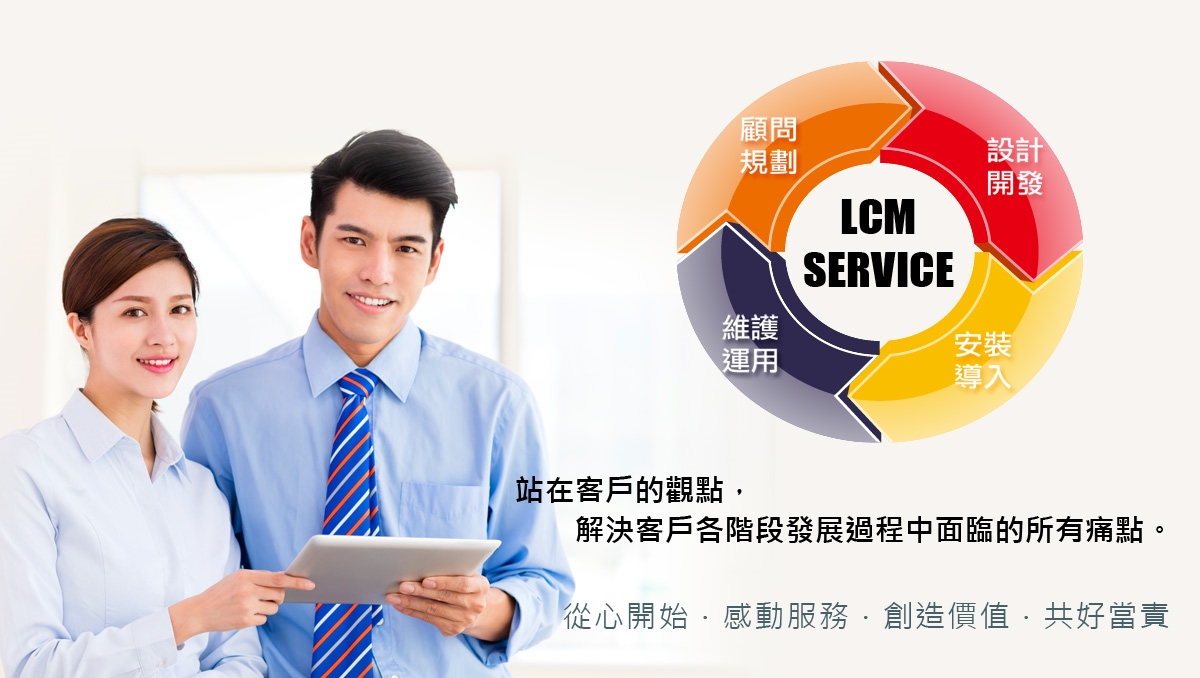 顧問
規劃
設計
開發
LCM
SERVICE
維護
運用
安裝
導入
站在客戶的觀點，
解決客戶各階段發展過程中面臨的所有痛點。
從心開始．感動服務．創造價值．共好當責